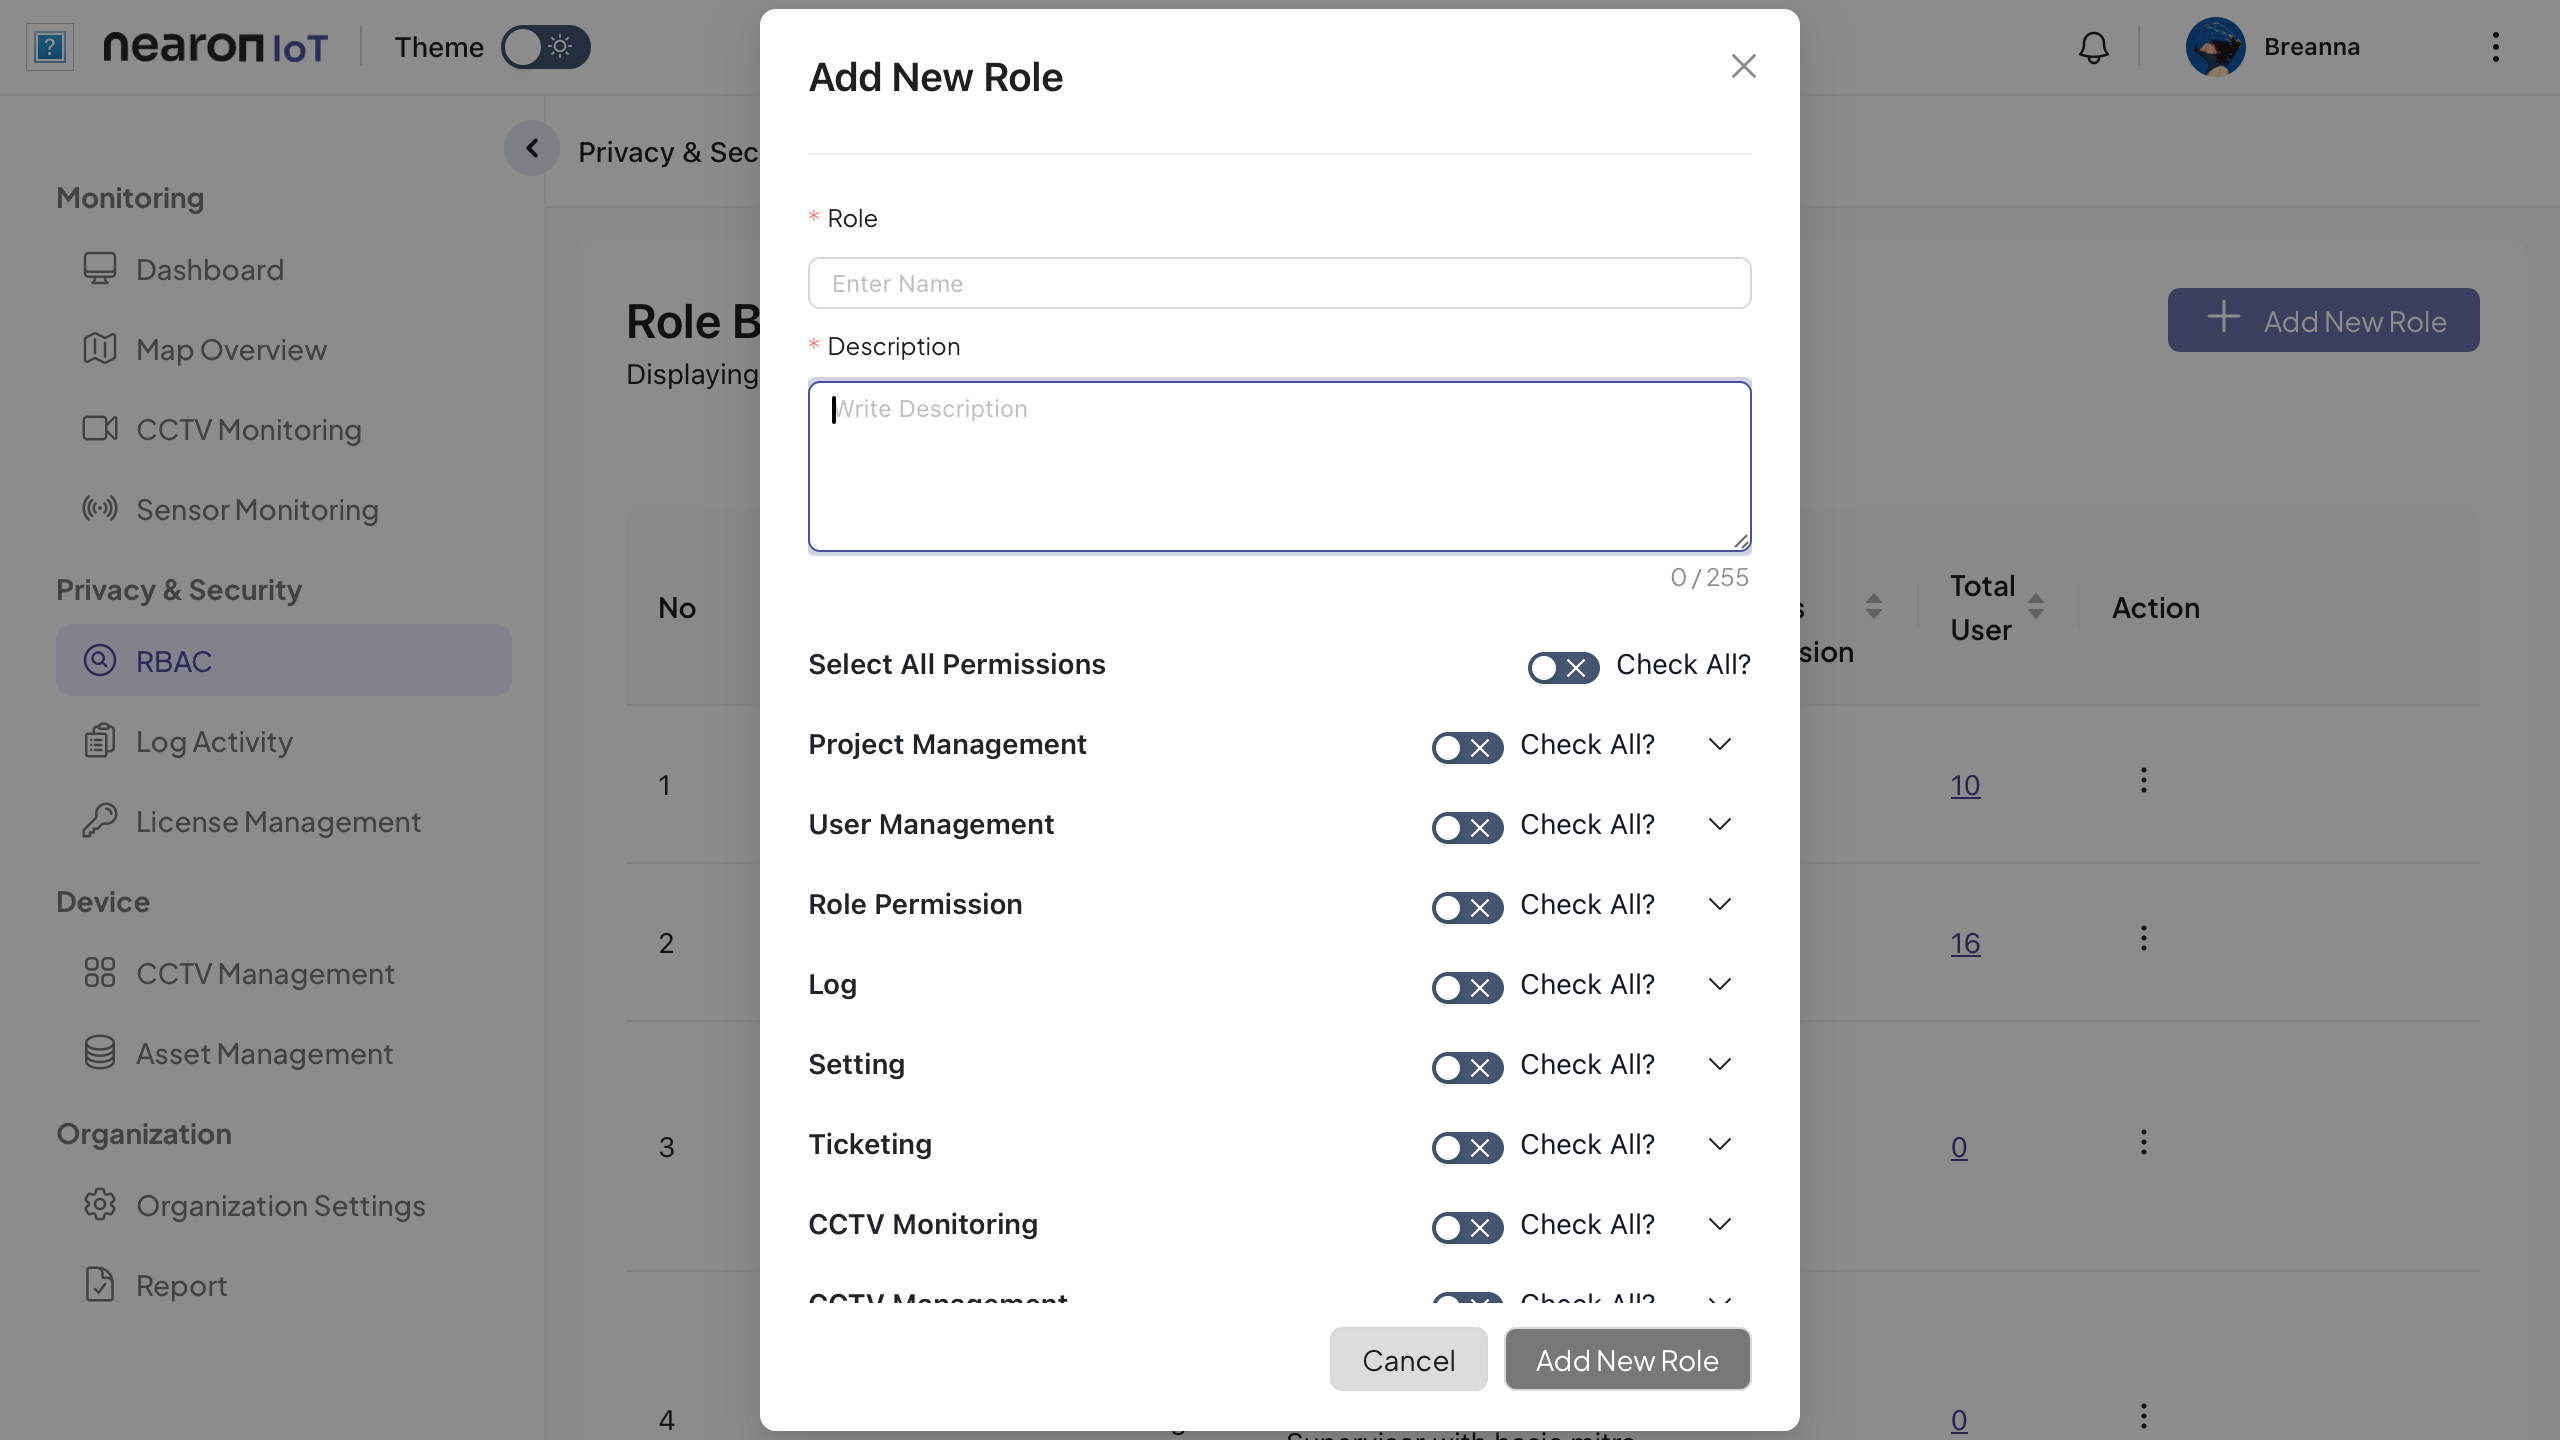 nearon IoT
Theme
Breanna
Monitoring
Dashboard
Map Overview
CCTV Monitoring
Sensor Monitoring
Privacy & Security
RBAC
Log Activity
License Management
Device
CCTV Management
Asset Management
Organization
Organization Settings
Report
Privacy & Sec
Role B
Displaying
Add New Role
No
sion
Total
User
Action
1
10
2
16
3
0
4
0
Supervisor with basic mitra
Add New Role
* Role
Enter Name
* Description
Write Description
0 / 255
Select All Permissions Check All?
Project Management Check All?
User Management Check All?
Role Permission Check All?
Log Check All?
Setting Check All?
Ticketing Check All?
CCTV Monitoring Check All?
CCTV Management Check All?
Cancel
Add New Role